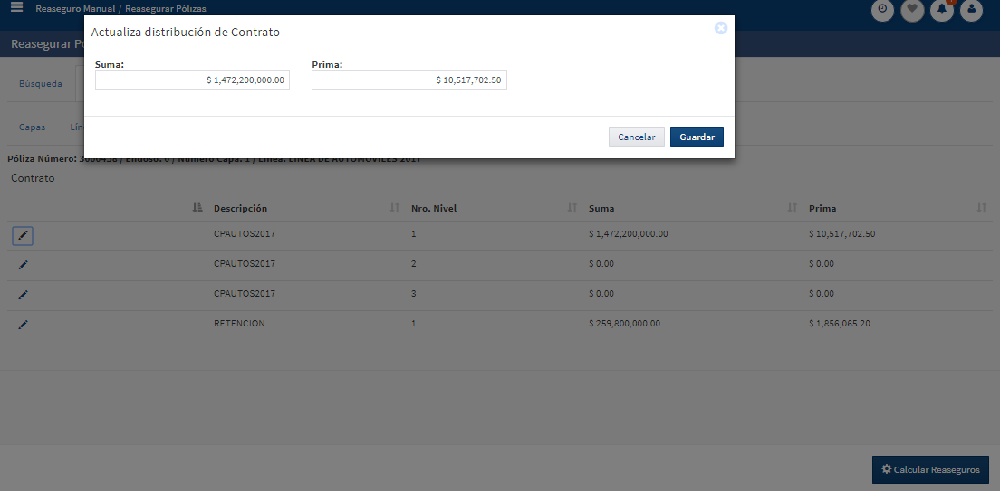 Reaseguro Manual / Reasegurar Pólizas
Actualiza distribución de Contrato
Reasegurar
Suma:
Prima:
Búsqueda
$ 1,472,200,000.00
$ 10,517,702.50
Capas
Cancelar
Guardar
Póliza Número: 3000458 / Endoso: 0 / Número Capa: 1 / Línea: LINEA DE AUTOMOVILES 2017
Contrato
Descripción
Nro. Nivel
Suma
Prima
CPAUTOS2017
1
$ 1,472,200,000.00
$ 10,517,702.50
CPAUTOS2017
2
$ 0.00
$ 0.00
CPAUTOS2017
3
$ 0.00
$ 0.00
RETENCION
1
$ 259,800,000.00
$ 1,856,065.20
Calcular Reaseguros